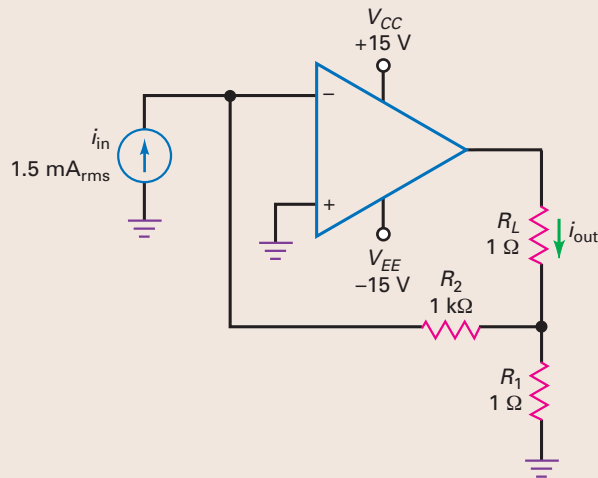 V_CC
+15 V
−
i_in
1.5 mA_rms
+
V_EE
−15 V
R_L
1 Ω
i_out
R_2
1 kΩ
R_1
1 Ω